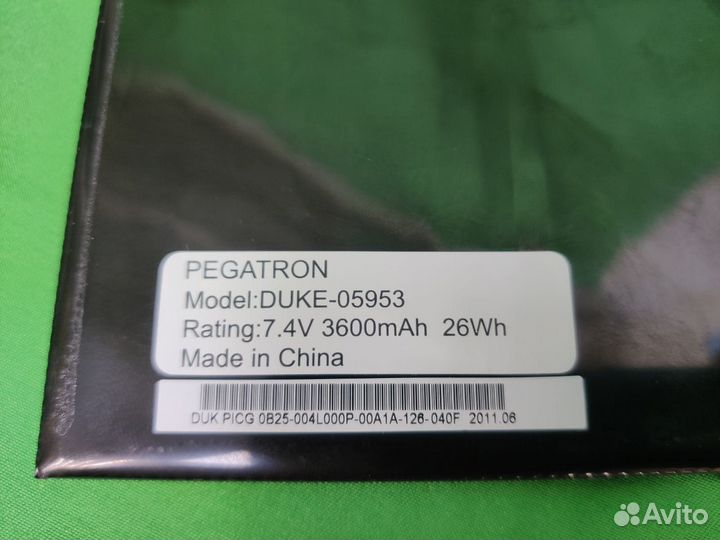 PEGATRON
Model:DUKE-05953
Rating:7.4V 3600mAh 26Wh
Made in China
DUK PICG 0B25-004L000P-00A1A-126-040F 2011.06
Avito